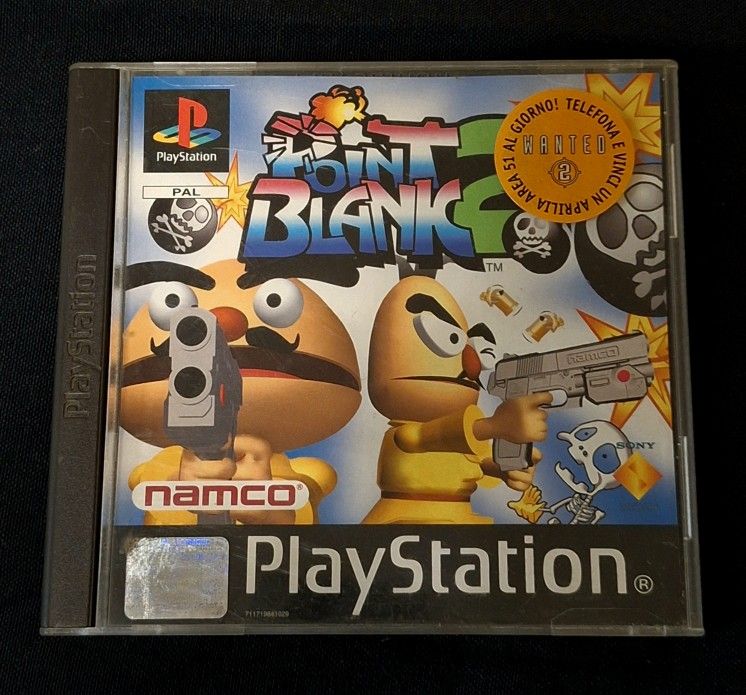 PlayStation
PlayStation
PAL
POINT
BLANK 2
TM
TELEFONA E VINCI UN APRILIA AREA 51 AL GIORNO!
WANTED
2
namco
SONY
namco®
PlayStation®
711719881029